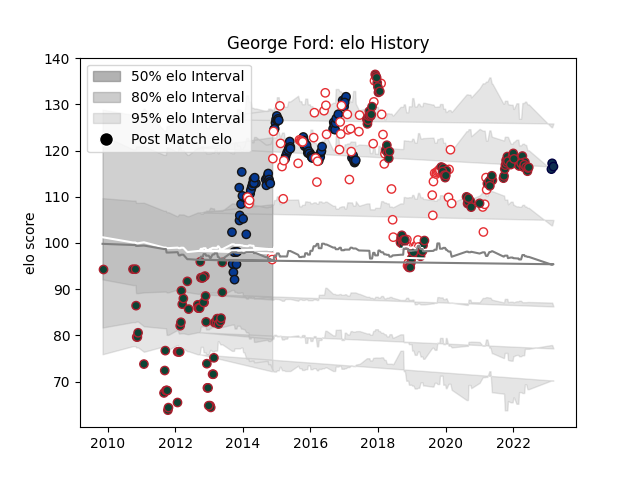 George Ford: elo History
50% elo Interval
80% elo Interval
95% elo Interval
Post Match elo
elo score
140
130
120
110
100
90
80
70
2010 2012 2014 2016 2018 2020 2022